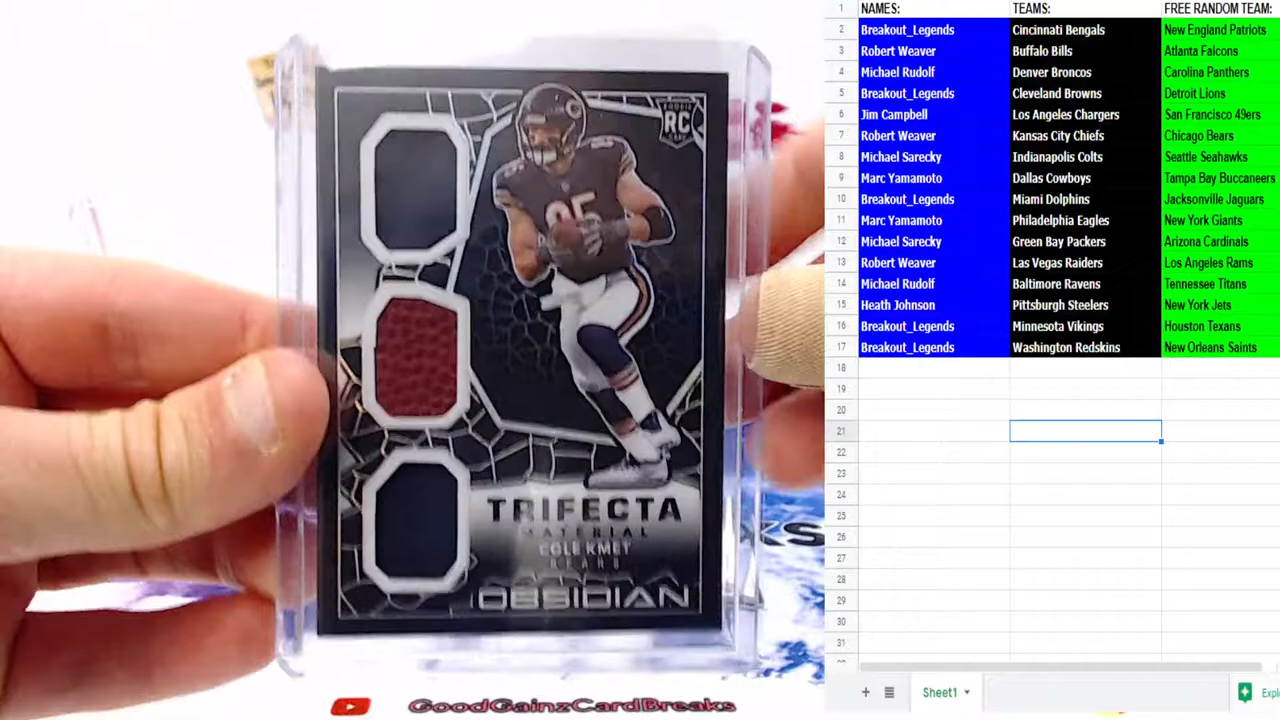 RC
85
TRIFECTA
MATERIAL
COLE KMET
BEARS
OBSIDIAN
GoodGainzCardBreaks
1 NAMES: TEAMS: FREE RANDOM TEAM:
2 Breakout_Legends Cincinnati Bengals New England Patriots
3 Robert Weaver Buffalo Bills Atlanta Falcons
4 Michael Rudolf Denver Broncos Carolina Panthers
5 Breakout_Legends Cleveland Browns Detroit Lions
6 Jim Campbell Los Angeles Chargers San Francisco 49ers
7 Robert Weaver Kansas City Chiefs Chicago Bears
8 Michael Sarecky Indianapolis Colts Seattle Seahawks
9 Marc Yamamoto Dallas Cowboys Tampa Bay Buccaneers
10 Breakout_Legends Miami Dolphins Jacksonville Jaguars
11 Marc Yamamoto Philadelphia Eagles New York Giants
12 Michael Sarecky Green Bay Packers Arizona Cardinals
13 Robert Weaver Las Vegas Raiders Los Angeles Rams
14 Michael Rudolf Baltimore Ravens Tennessee Titans
15 Heath Johnson Pittsburgh Steelers New York Jets
16 Breakout_Legends Minnesota Vikings Houston Texans
17 Breakout_Legends Washington Redskins New Orleans Saints
18
19
20
21
22
23
24
25
26
27
28
29
30
31
+ Sheet1 Explo